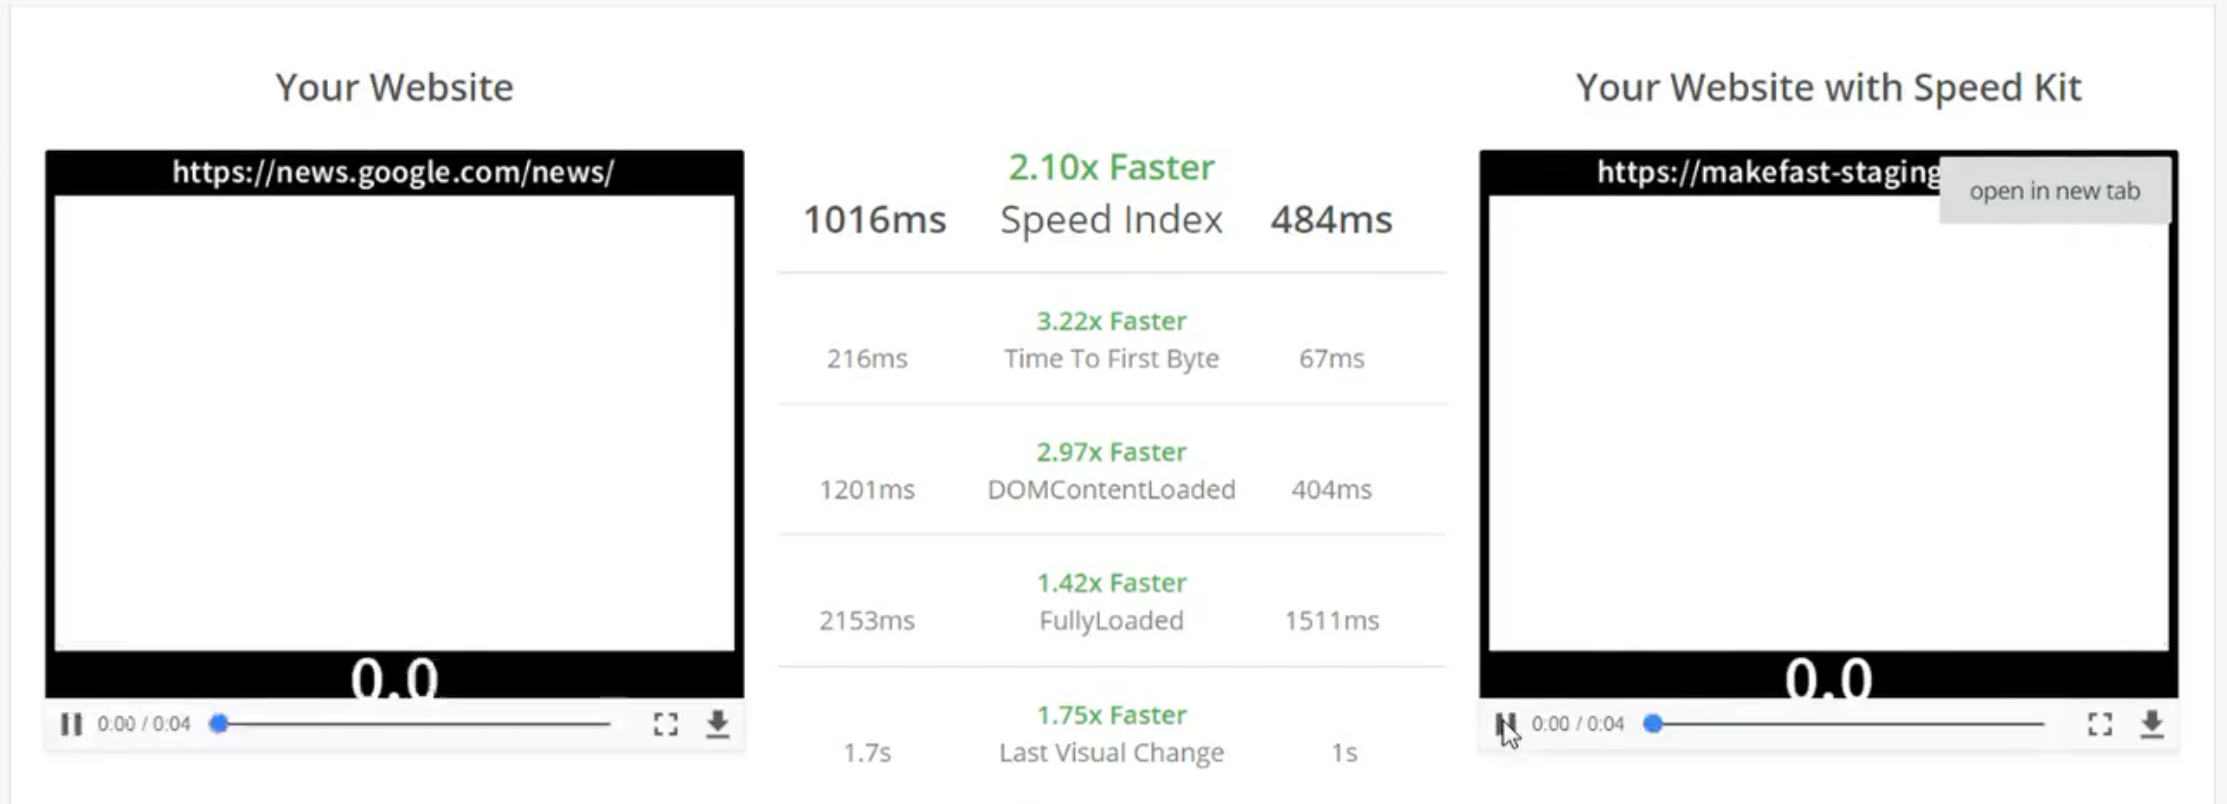 Your Website
https://news.google.com/news/
0.0
0:00 / 0:04
2.10x Faster
1016ms Speed Index 484ms
3.22x Faster
216ms Time To First Byte 67ms
2.97x Faster
1201ms DOMContentLoaded 404ms
1.42x Faster
2153ms FullyLoaded 1511ms
1.75x Faster
1.7s Last Visual Change 1s
Your Website with Speed Kit
https://makefast-staging
open in new tab
0.0
0:00 / 0:04